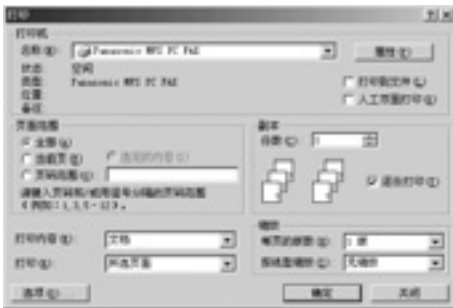 打印
打印机
名称(N): Panasonic MFS PC FAX 属性(P)
状态: 空闲
类型: Panasonic MFS PC FAX
位置:
备注:
打印到文件(L)
人工双面打印(O)
页面范围
全部(A)
当前页(E) 选定的内容(S)
页码范围(G):
请键入页码和/或用逗号分隔的页码范围
(例如: 1,3,5-12)。
副本
份数(C): 1
逐份打印(T)
打印内容(W): 文档
打印(R): 所选页面
缩放
每页的版数(H): 1 版
按纸型缩放(Z): 无缩放
选项(O)...
确定
关闭